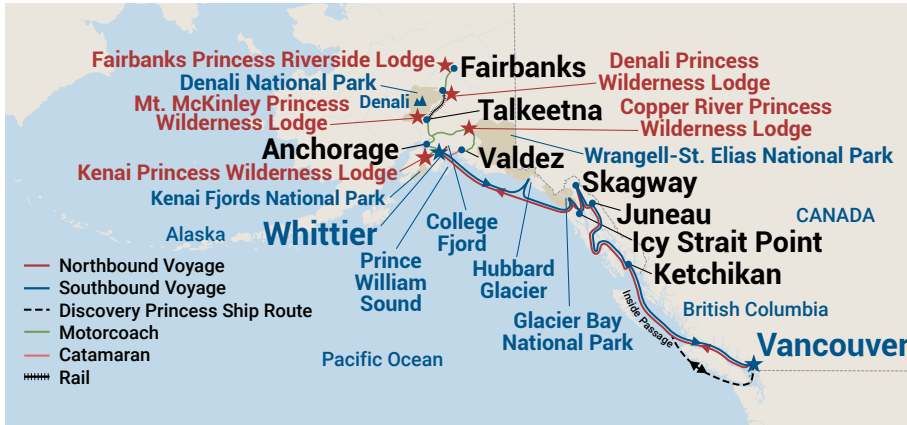 Fairbanks Princess Riverside Lodge
Fairbanks
Denali Princess
Wilderness Lodge
Denali National Park
Denali
Mt. McKinley Princess
Wilderness Lodge
Talkeetna
Copper River Princess
Wilderness Lodge
Anchorage
Valdez
Wrangell-St. Elias National Park
Kenai Princess Wilderness Lodge
Kenai Fjords National Park
Skagway
Juneau
CANADA
Alaska
Whittier
College
Fjord
Icy Strait Point
Prince
William
Sound
Hubbard
Glacier
Ketchikan
Glacier Bay
National Park
Inside Passage
British Columbia
Pacific Ocean
Vancouver
Northbound Voyage
Southbound Voyage
Discovery Princess Ship Route
Motorcoach
Catamaran
Rail